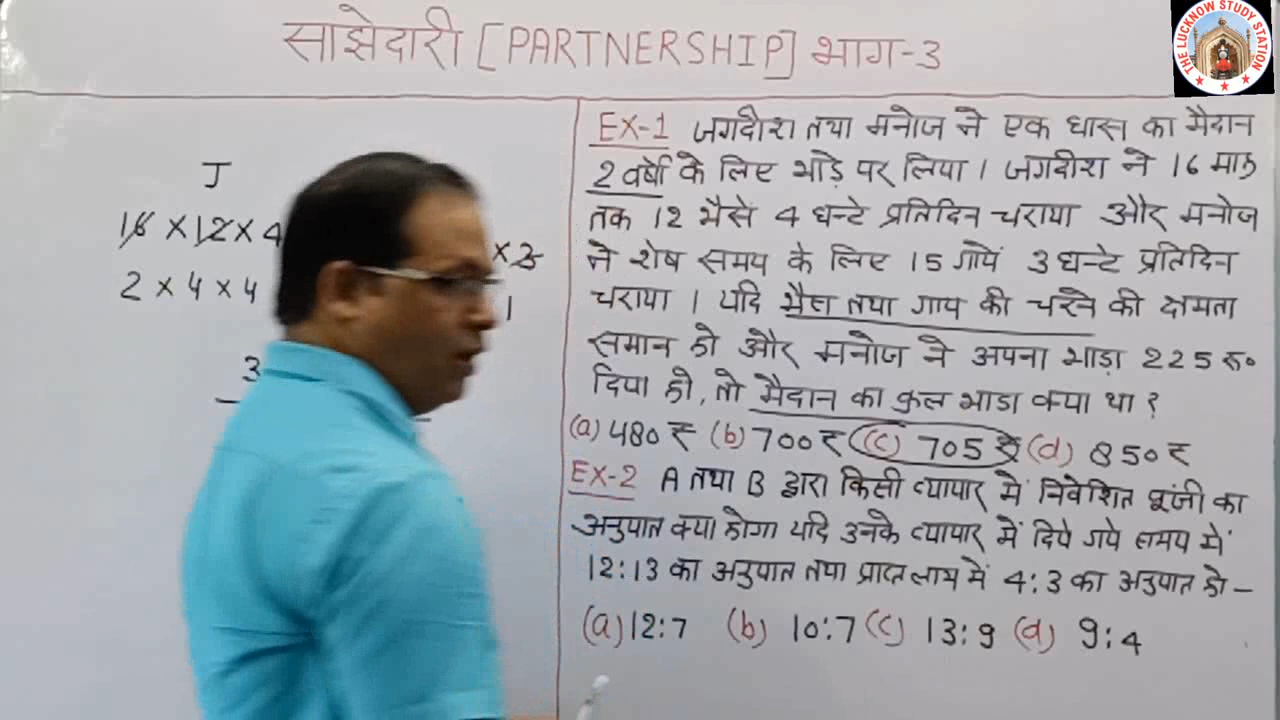 साझेदारी [PARTNERSHIP] भाग-3
THE LUCKNOW STUDY STATION
J
16 × 12 × 4
× 3
2 × 4 × 4
1
3
EX-1 जगदीश तथा मनोज ने एक घास का मैदान
2 वर्षों के लिए भाड़े पर लिया । जगदीश ने 16 माह
तक 12 भैसे 4 घन्टे प्रतिदिन चराया और मनोज
ने शेष समय के लिए 15 गायें 3 घन्टे प्रतिदिन
चराया । यदि भैस तथा गाय की चरने की क्षमता
समान हो और मनोज ने अपना भाड़ा 225 रु०
दिया हो, तो मैदान का कुल भाडा क्या था ?
(a) 480 ₹ (b) 700 ₹ (c) 705 ₹ (d) 850 ₹
EX-2 A तथा B द्वारा किसी व्यापार में निवेशित पूंजी का
अनुपात क्या होगा यदि उनके व्यापार में दिये गये समय में
12:13 का अनुपात तथा प्राप्त लाभ में 4:3 का अनुपात हो –
(a) 12:7 (b) 10:7 (c) 13:9 (d) 9:4